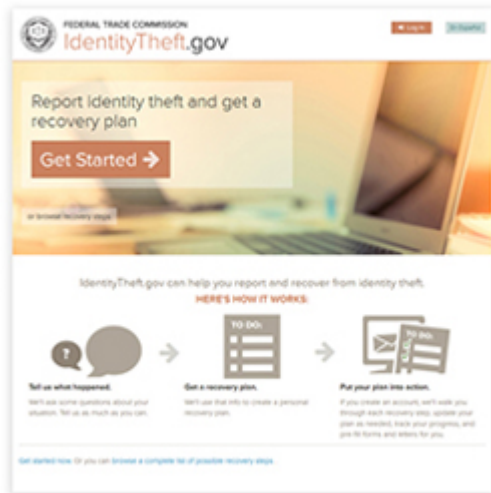 FEDERAL TRADE COMMISSION
IdentityTheft.gov
Log In
En Español
Report identity theft and get a
recovery plan
Get Started →
or browse recovery steps
IdentityTheft.gov can help you report and recover from identity theft.
HERE'S HOW IT WORKS:
?
TO DO:
TO DO:
Tell us what happened.
We'll ask some questions about your
situation. Tell us as much as you can.
Get a recovery plan.
We'll use that info to create a personal
recovery plan.
Put your plan into action.
If you create an account, we'll walk you
through each recovery step, update your
plan as needed, track your progress, and
pre-fill forms and letters for you.
Get started now. Or you can browse a complete list of possible recovery steps.